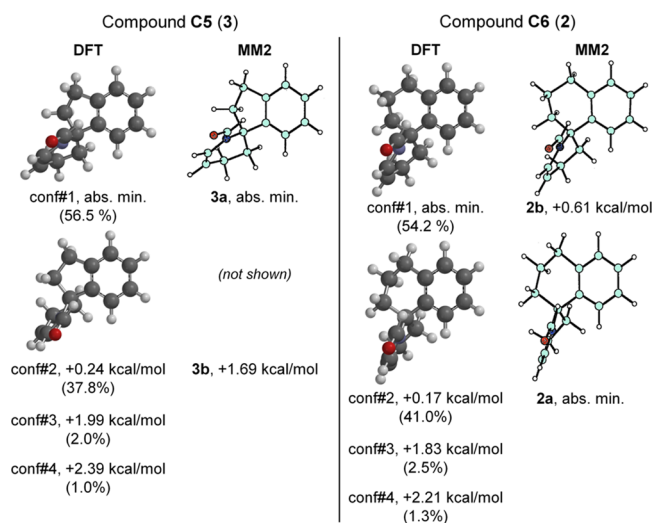 Compound C5 (3)
DFT
MM2
conf#1, abs. min.
(56.5 %)
3a, abs. min.
(not shown)
conf#2, +0.24 kcal/mol
(37.8%)
3b, +1.69 kcal/mol
conf#3, +1.99 kcal/mol
(2.0%)
conf#4, +2.39 kcal/mol
(1.0%)
Compound C6 (2)
DFT
MM2
conf#1, abs. min.
(54.2 %)
2b, +0.61 kcal/mol
conf#2, +0.17 kcal/mol
(41.0%)
2a, abs. min.
conf#3, +1.83 kcal/mol
(2.5%)
conf#4, +2.21 kcal/mol
(1.3%)